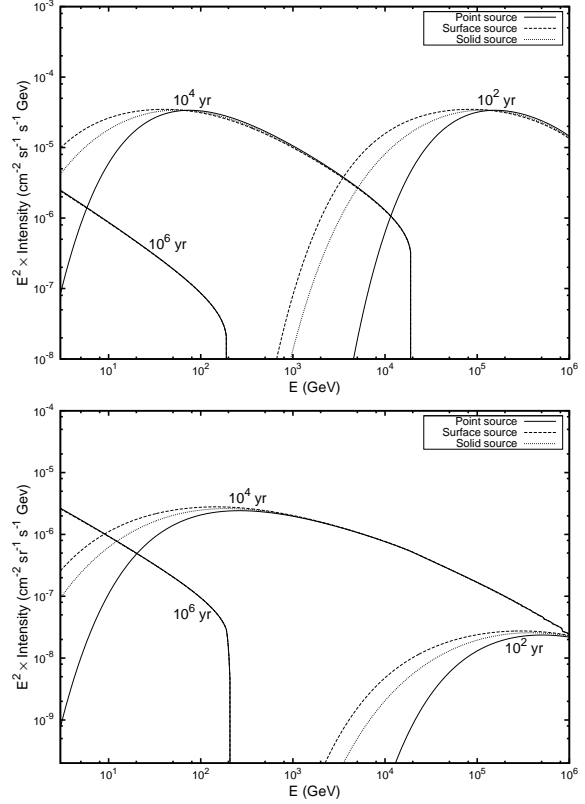 10⁻³
Point source
Surface source
Solid source
10⁻⁴
10⁴ yr
10² yr
10⁻⁵
10⁻⁶
10⁶ yr
10⁻⁷
10⁻⁸
E² × Intensity (cm⁻² sr⁻¹ s⁻¹ Gev)
10¹ 10² 10³ 10⁴ 10⁵ 10⁶
E (GeV)
10⁻⁴
Point source
Surface source
Solid source
10⁻⁵
10⁴ yr
10⁻⁶
10⁻⁷
10⁶ yr
10⁻⁸
10² yr
10⁻⁹
E² × Intensity (cm⁻² sr⁻¹ s⁻¹ Gev)
10¹ 10² 10³ 10⁴ 10⁵ 10⁶
E (GeV)